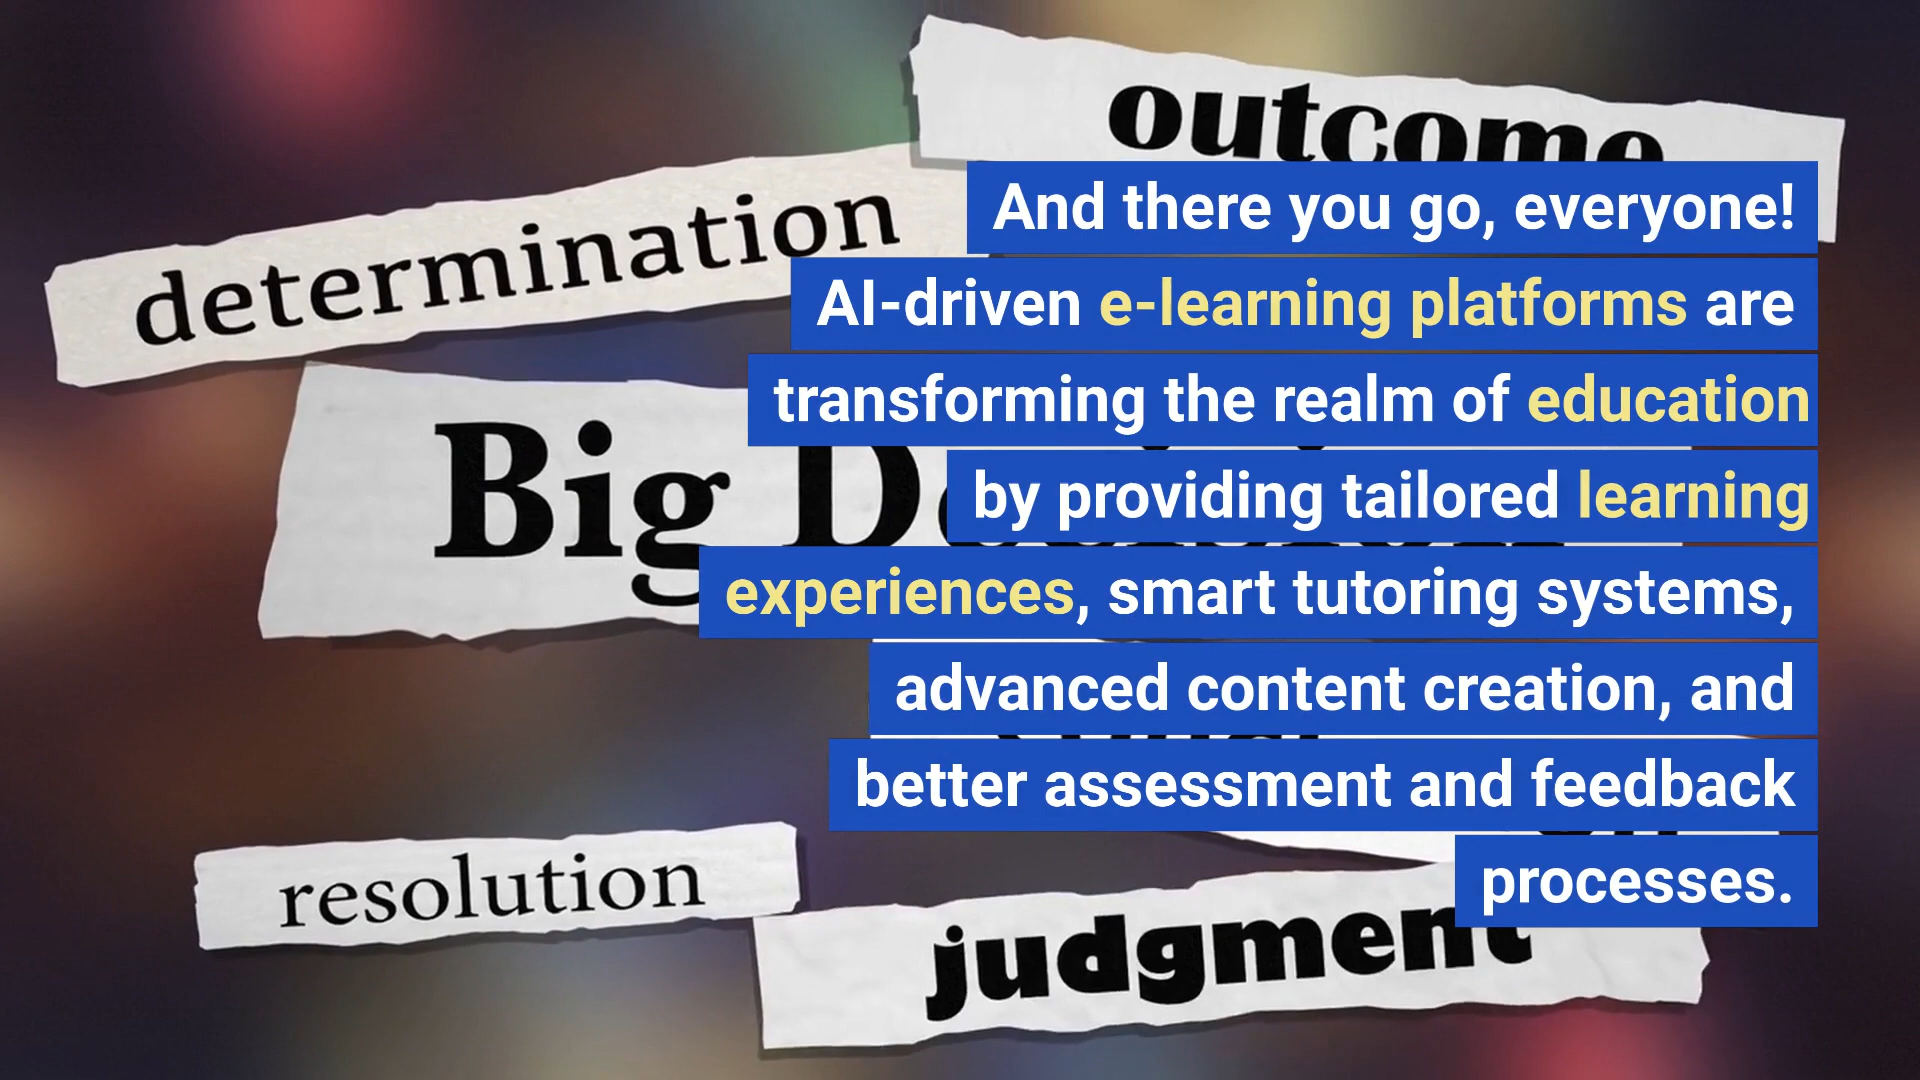 outcome
determination
And there you go, everyone!
AI-driven e-learning platforms are
transforming the realm of education
Big
by providing tailored learning
experiences, smart tutoring systems,
advanced content creation, and
better assessment and feedback
processes.
resolution
judgment